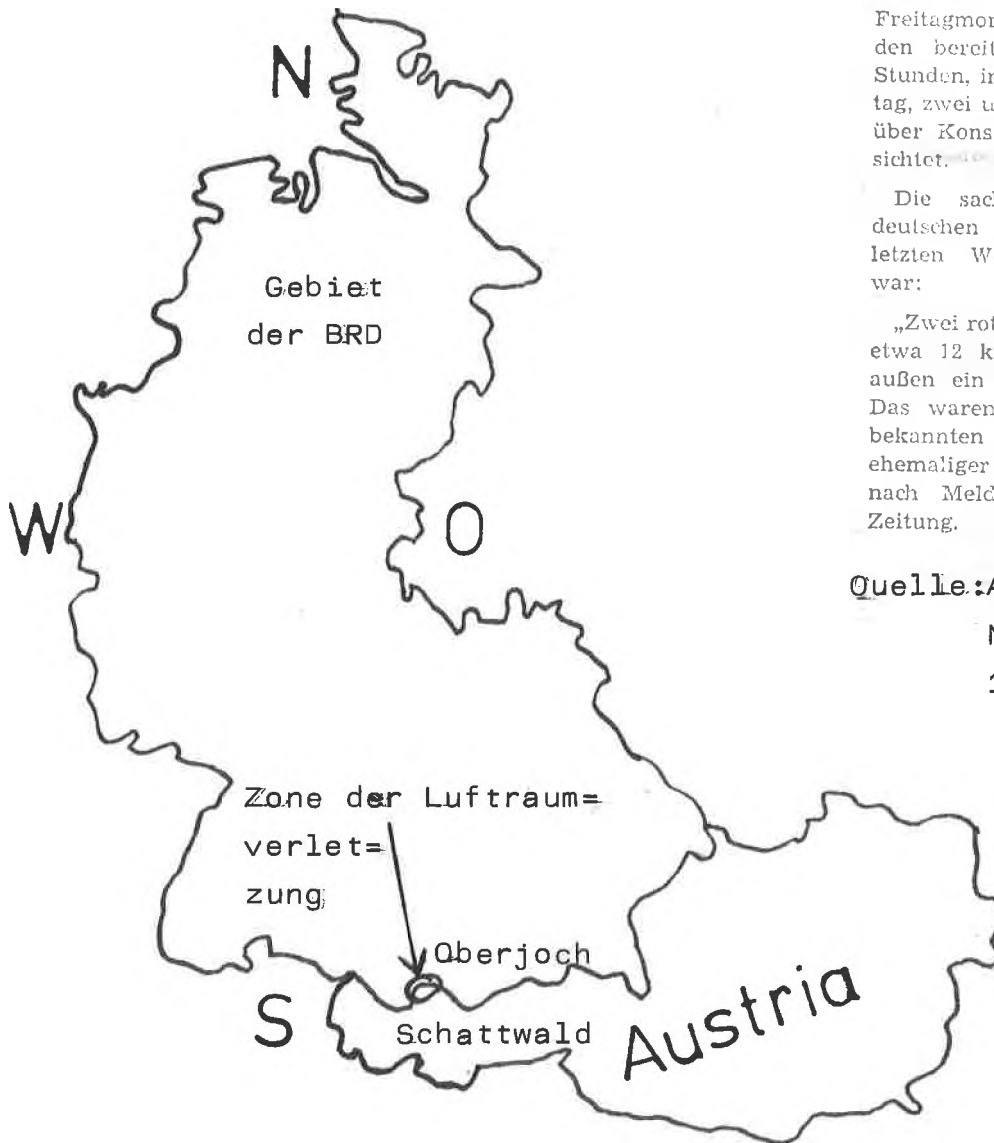 N
Gebiet
der BRD
W
O
Zone der Luftraum=
verlet=
zung
Oberjoch
S
Schattwald
Austria
Freitagmor
den bereit
Stunden, in
tag, zwei u
über Kons
sichtet.
Die sac
deutschen
letzten W
war:
„Zwei rot
etwa 12 k
außen ein
Das waren
bekannten
ehemaliger
nach Meld
Zeitung.
Quelle:A